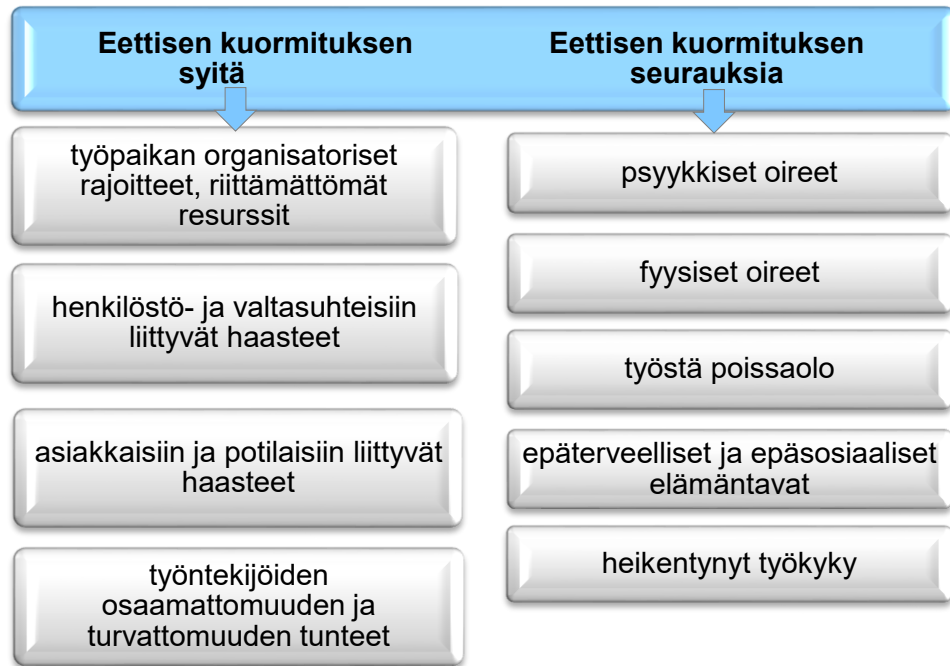 Eettisen kuormituksen
syitä
työpaikan organisatoriset
rajoitteet, riittämättömät
resurssit
henkilöstö- ja valtasuhteisiin
liittyvät haasteet
asiakkaisiin ja potilaisiin liittyvät
haasteet
työntekijöiden
osaamattomuuden ja
turvattomuuden tunteet
Eettisen kuormituksen
seurauksia
psyykkiset oireet
fyysiset oireet
työstä poissaolo
epäterveelliset ja epäsosiaaliset
elämäntavat
heikentynyt työkyky